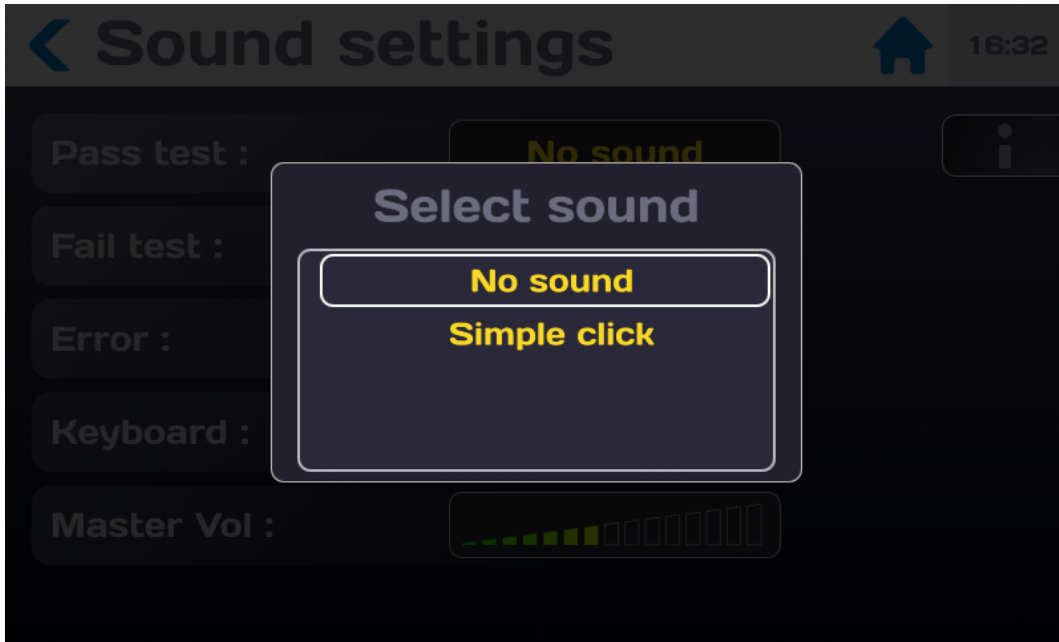 Sound settings
16:32
Pass test :
No sound
Select sound
Fail test :
No sound
Error :
Simple click
Keyboard :
Master Vol :